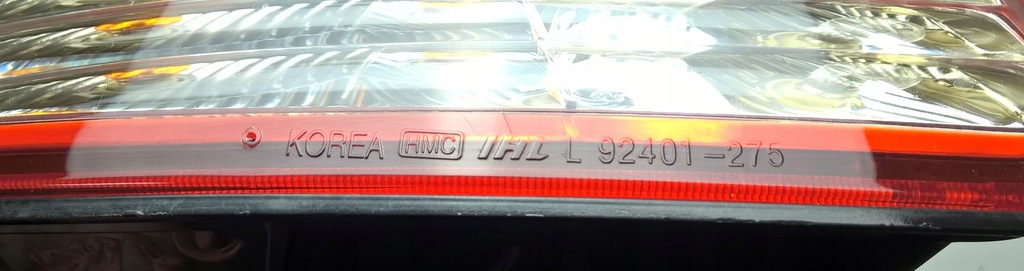 KOREA HMC IHL L 92401-275